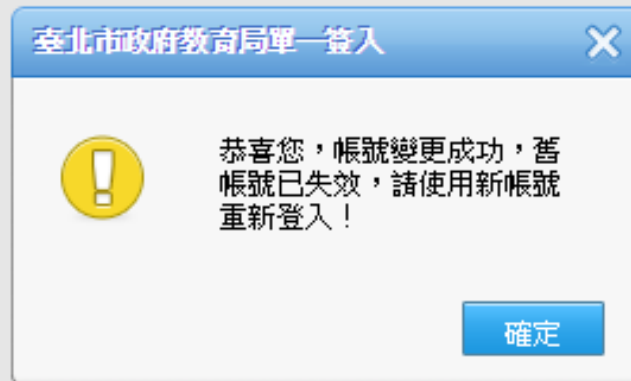 臺北市政府教育局單一簽入
恭喜您，帳號變更成功，舊
帳號已失效，請使用新帳號
重新登入！
確定